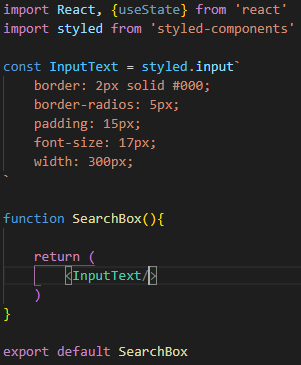 import React, {useState} from 'react'
import styled from 'styled-components'
const InputText = styled.input`
border: 2px solid #000;
border-radios: 5px;
padding: 15px;
font-size: 17px;
width: 300px;
`
function SearchBox(){
return (
<InputText/>
)
}
export default SearchBox